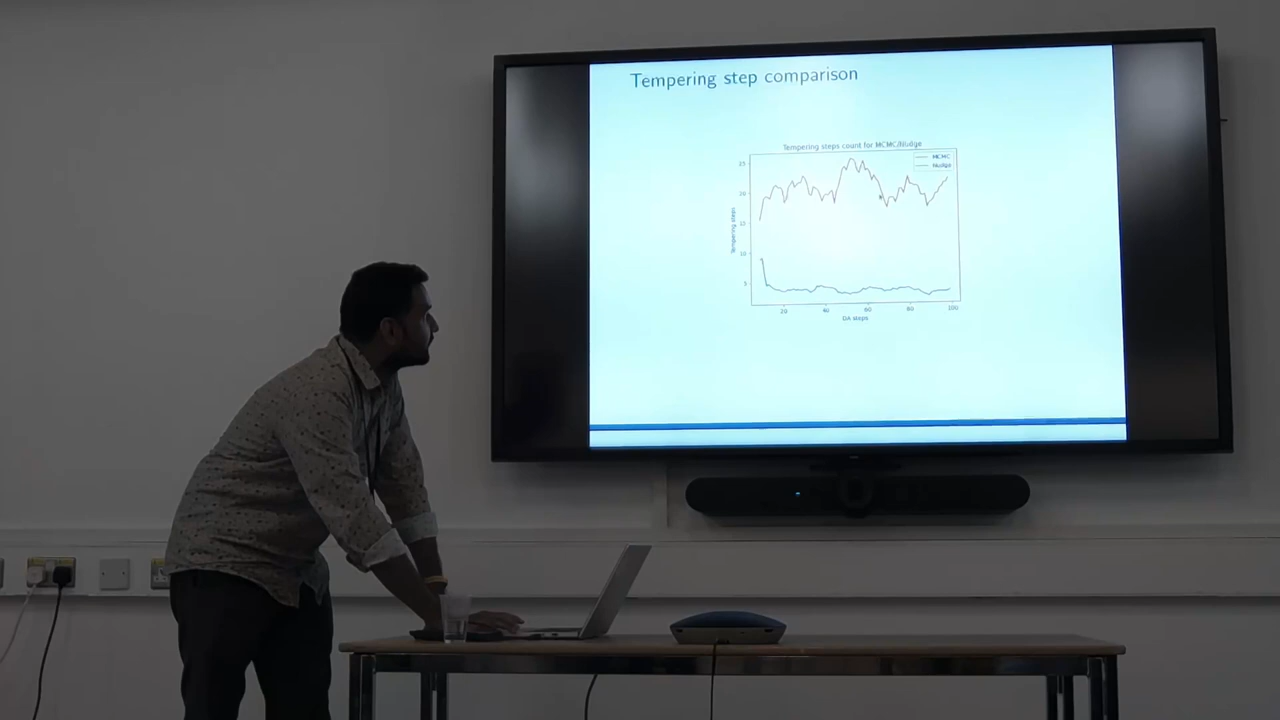 Tempering step comparison
Tempering steps count for MCMC/Nudge
MCMC
Nudge
25
20
15
10
5
Tempering steps
20 40 60 80 100
DA steps